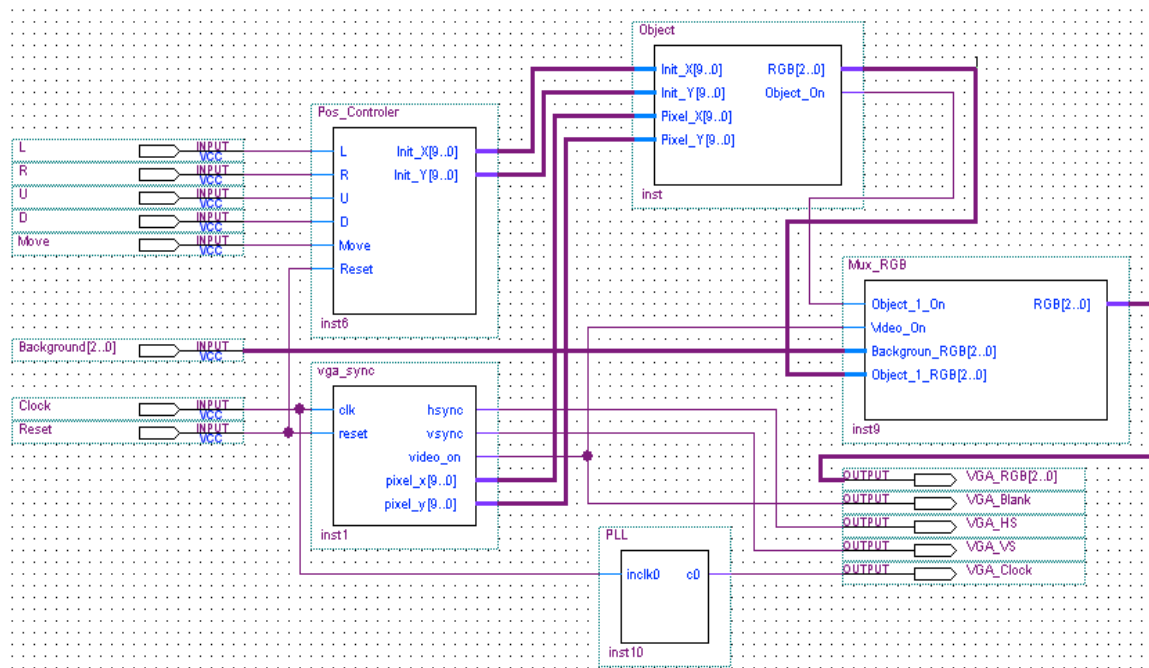 Object
Init_X[9..0] RGB[2..0]
Init_Y[9..0] Object_On
Pixel_X[9..0]
Pixel_Y[9..0]
inst
Pos_Controler
L Init_X[9..0]
R Init_Y[9..0]
U
D
Move
Reset
inst6
L INPUT VCC
R INPUT VCC
U INPUT VCC
D INPUT VCC
Move INPUT VCC
Background[2..0] INPUT VCC
Clock INPUT VCC
Reset INPUT VCC
vga_sync
clk hsync
reset vsync
video_on
pixel_x[9..0]
pixel_y[9..0]
inst1
Mux_RGB
Object_1_On RGB[2..0]
Video_On
Backgroun_RGB[2..0]
Object_1_RGB[2..0]
inst9
OUTPUT VGA_RGB[2..0]
VGA_Blank
OUTPUT VGA_HS
OUTPUT VGA_VS
OUTPUT VGA_Clock
PLL
inclk0 c0
inst10